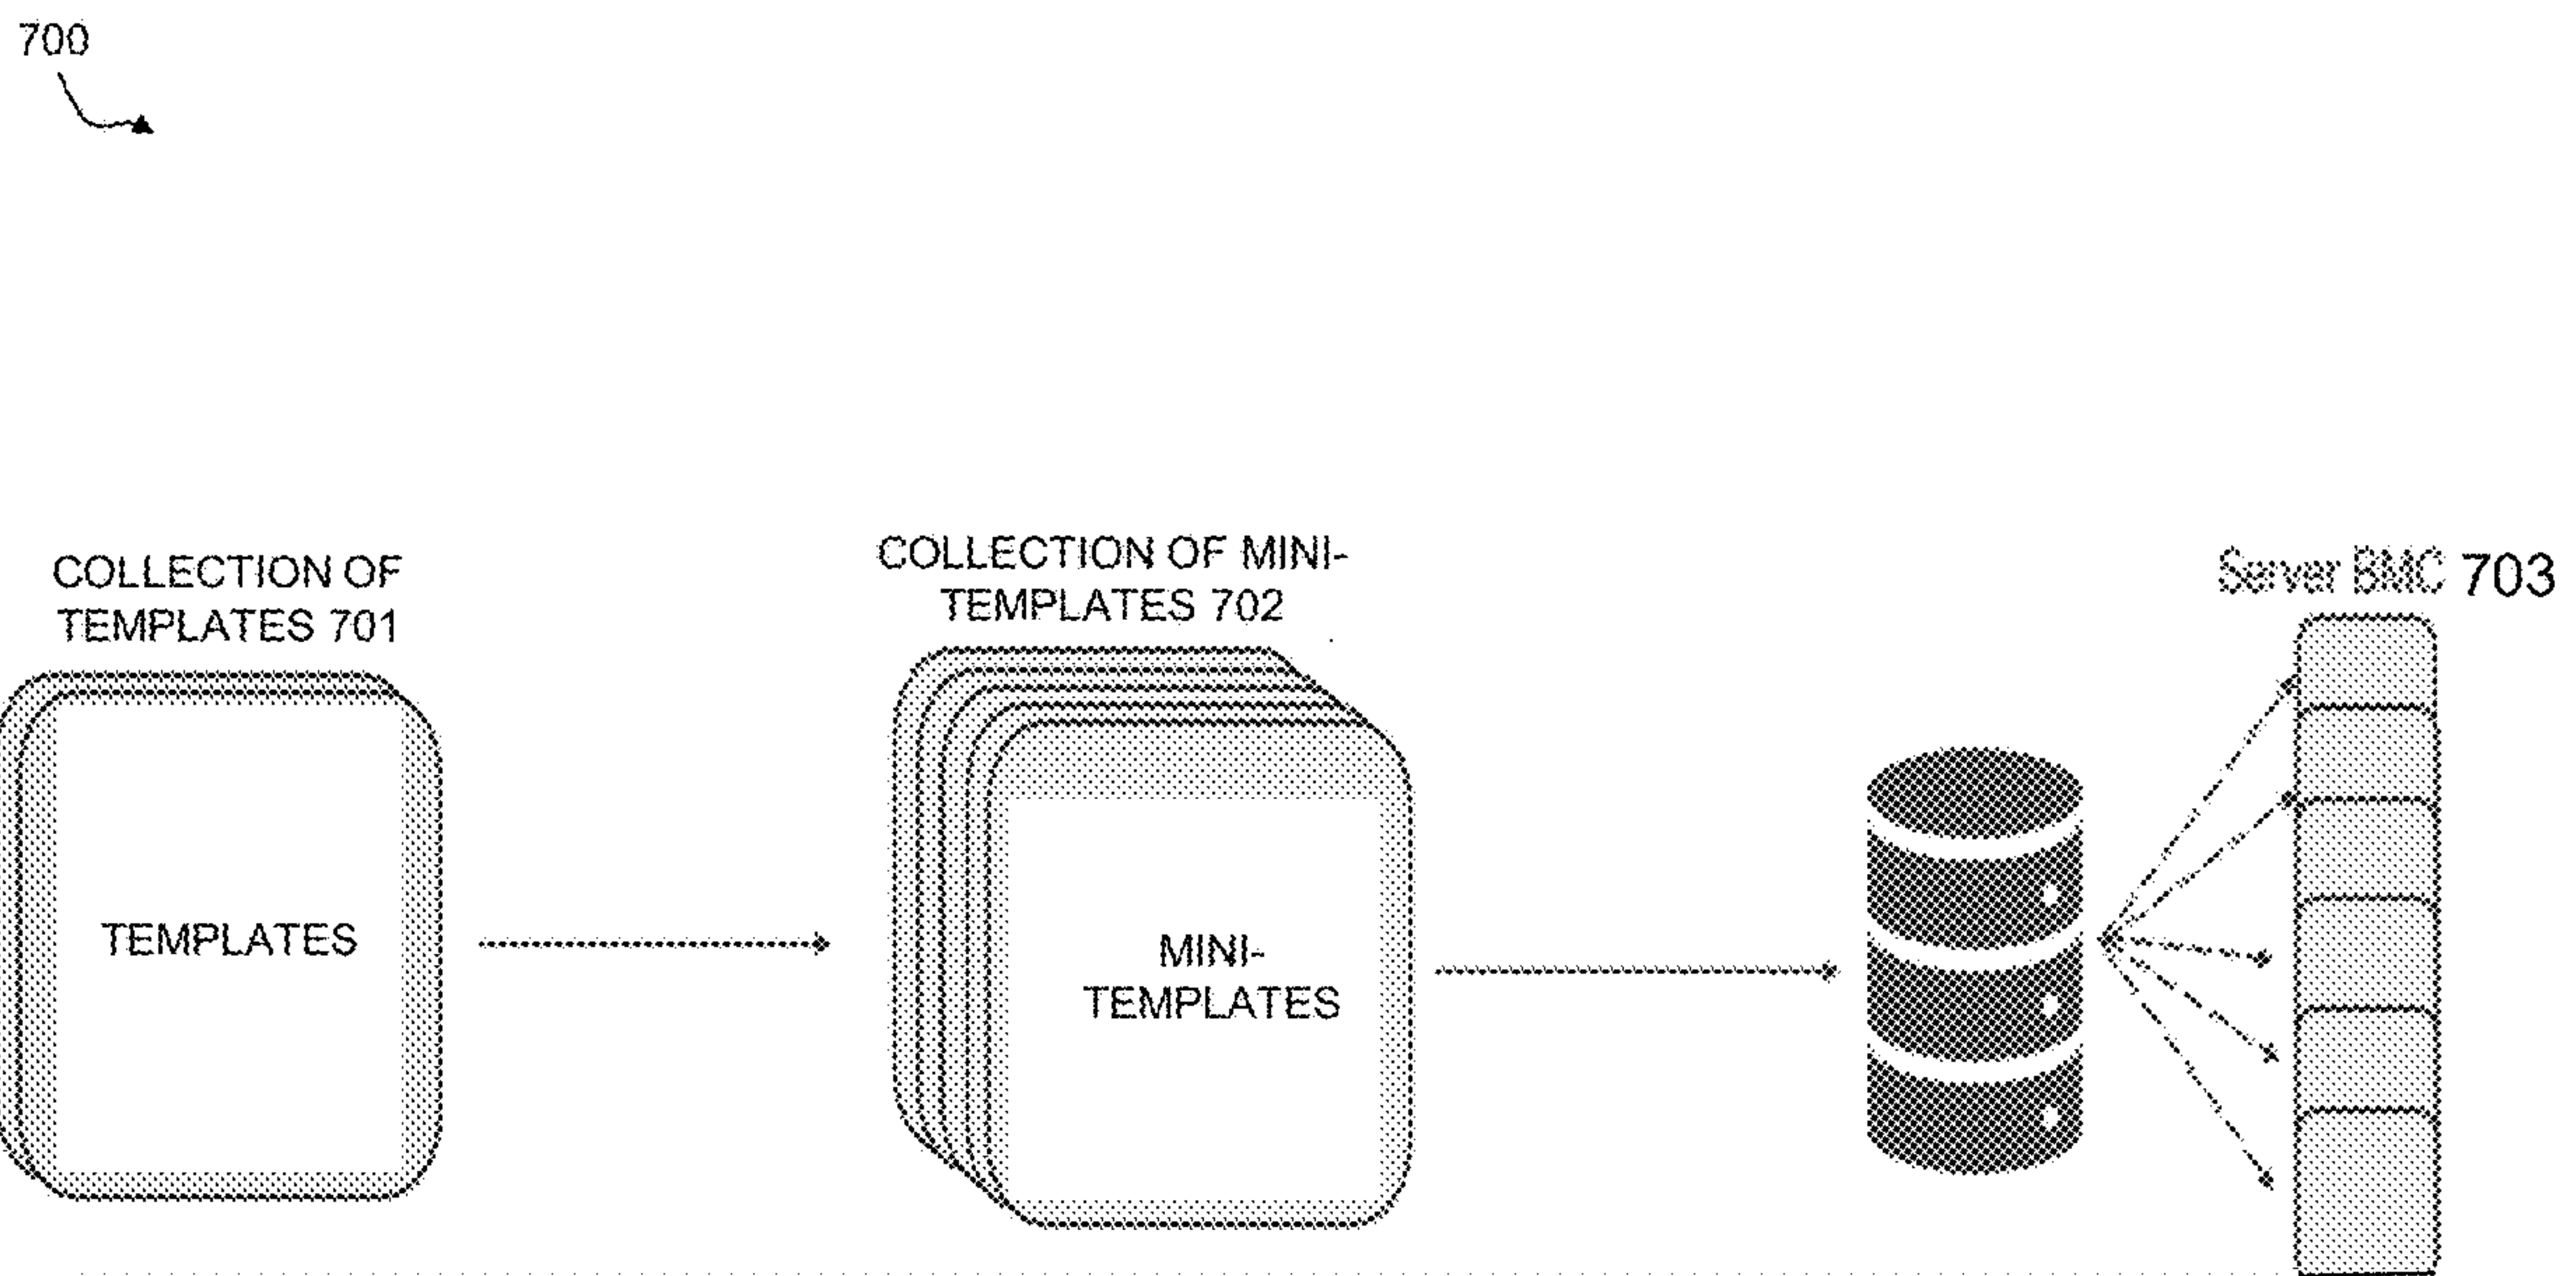 700
COLLECTION OF
TEMPLATES 701
COLLECTION OF MINI-
TEMPLATES 702
Server BMC 703
TEMPLATES
MINI-
TEMPLATES